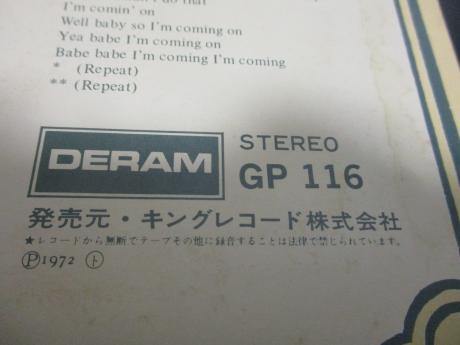 I'm comin' on
Well baby so I'm coming on
Yea babe I'm coming on
Babe babe I'm coming I'm coming
* (Repeat)
** (Repeat)
DERAM
STEREO
GP 116
発売元・キングレコード株式会社
★レコードから無断でテープその他に録音することは法律で禁じられています。
Ⓟ1972 ㋣